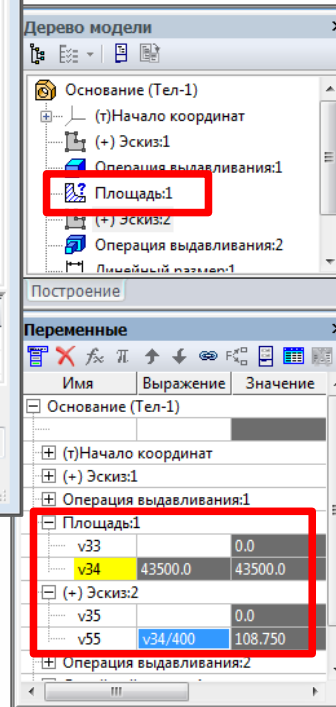 Дерево модели
Основание (Тел-1)
(т)Начало координат
(+) Эскиз:1
Операция выдавливания:1
Площадь:1
(+) Эскиз:2
Операция выдавливания:2
Линейный размер:1
Построение
Переменные
Имя Выражение Значение
Основание (Тел-1)
(т)Начало координат
(+) Эскиз:1
Операция выдавливания:1
Площадь:1
v33 0.0
v34 43500.0 43500.0
(+) Эскиз:2
v35 0.0
v55 v34/400 108.750
Операция выдавливания:2